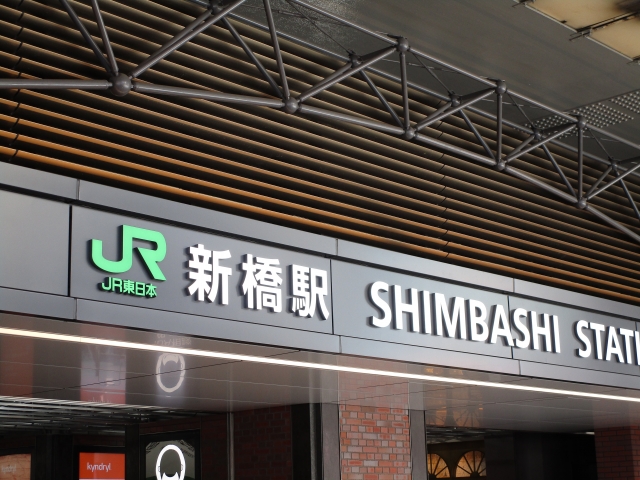 JR
JR東日本
新橋駅 SHIMBASHI STATI
kyndryl